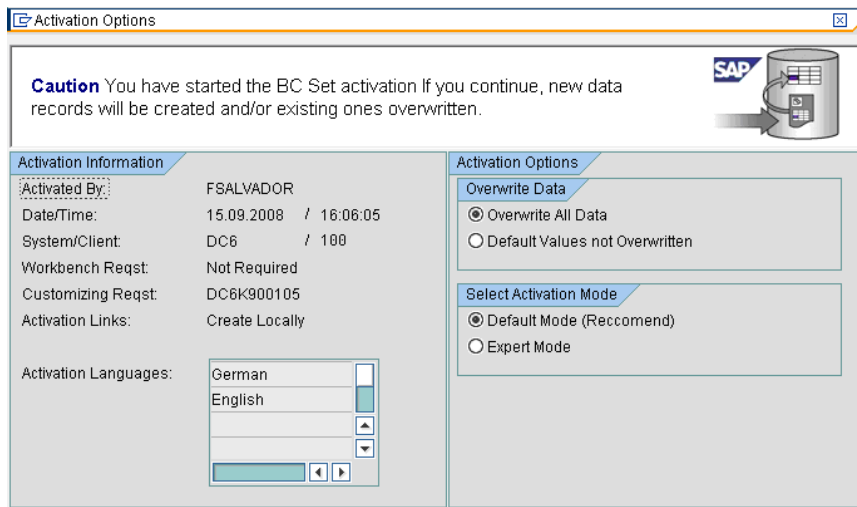 Activation Options
Caution You have started the BC Set activation If you continue, new data
records will be created and/or existing ones overwritten.
SAP
Activation Information
Activated By: FSALVADOR
Date/Time: 15.09.2008 / 16:06:05
System/Client: DC6 / 100
Workbench Reqst: Not Required
Customizing Reqst: DC6K900105
Activation Links: Create Locally
Activation Languages: German
English
Activation Options
Overwrite Data
Overwrite All Data
Default Values not Overwritten
Select Activation Mode
Default Mode (Reccomend)
Expert Mode